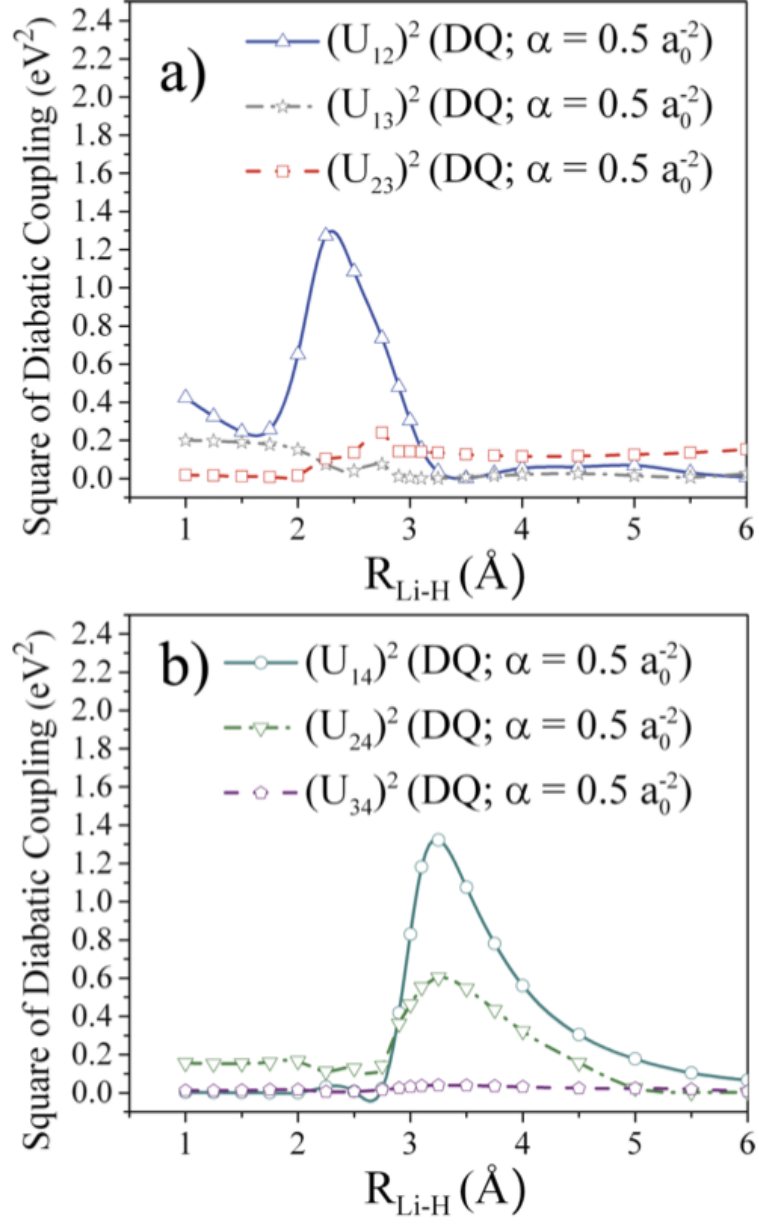 a)
(U₁₂)² (DQ; α = 0.5 a₀⁻²)
(U₁₃)² (DQ; α = 0.5 a₀⁻²)
(U₂₃)² (DQ; α = 0.5 a₀⁻²)
Square of Diabatic Coupling (eV²)
2.4
2.2
2.0
1.8
1.6
1.4
1.2
1.0
0.8
0.6
0.4
0.2
0.0
1 2 3 4 5 6
R_Li-H (Å)
b)
(U₁₄)² (DQ; α = 0.5 a₀⁻²)
(U₂₄)² (DQ; α = 0.5 a₀⁻²)
(U₃₄)² (DQ; α = 0.5 a₀⁻²)
Square of Diabatic Coupling (eV²)
2.4
2.2
2.0
1.8
1.6
1.4
1.2
1.0
0.8
0.6
0.4
0.2
0.0
1 2 3 4 5 6
R_Li-H (Å)